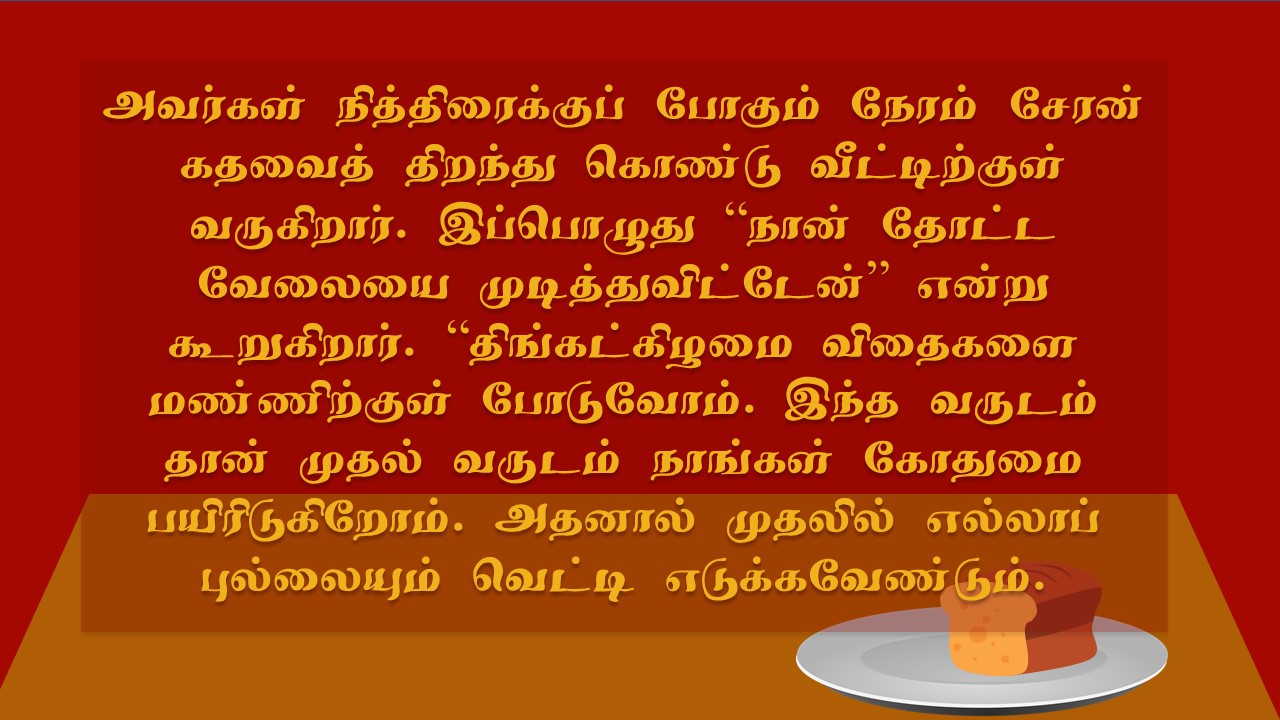 அவர்கள் நித்திரைக்குப் போகும் நேரம் சேரன்
கதவைத் திறந்து கொண்டு வீட்டிற்குள்
வருகிறார். இப்பொழுது “நான் தோட்ட
வேலையை முடித்துவிட்டேன்” என்று
கூறுகிறார். “திங்கட்கிழமை விதைகளை
மண்ணிற்குள் போடுவோம். இந்த வருடம்
தான் முதல் வருடம் நாங்கள் கோதுமை
பயிரிடுகிறோம். அதனால் முதலில் எல்லாப்
புல்லையும் வெட்டி எடுக்கவேண்டும்.